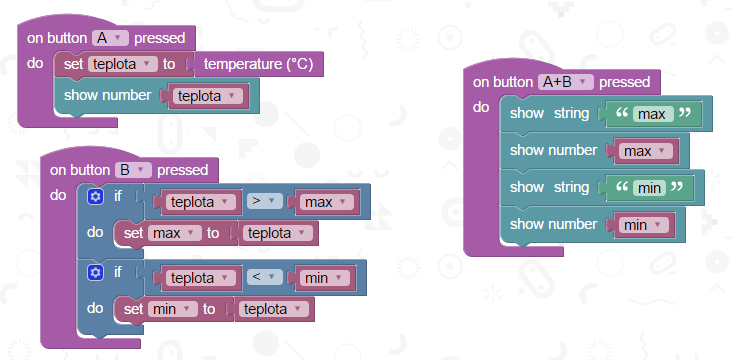 on button A pressed
do set teplota to temperature (°C)
show number teplota
on button B pressed
do if teplota > max
do set max to teplota
if teplota < min
do set min to teplota
on button A+B pressed
do show string “ max ”
show number max
show string “ min ”
show number min